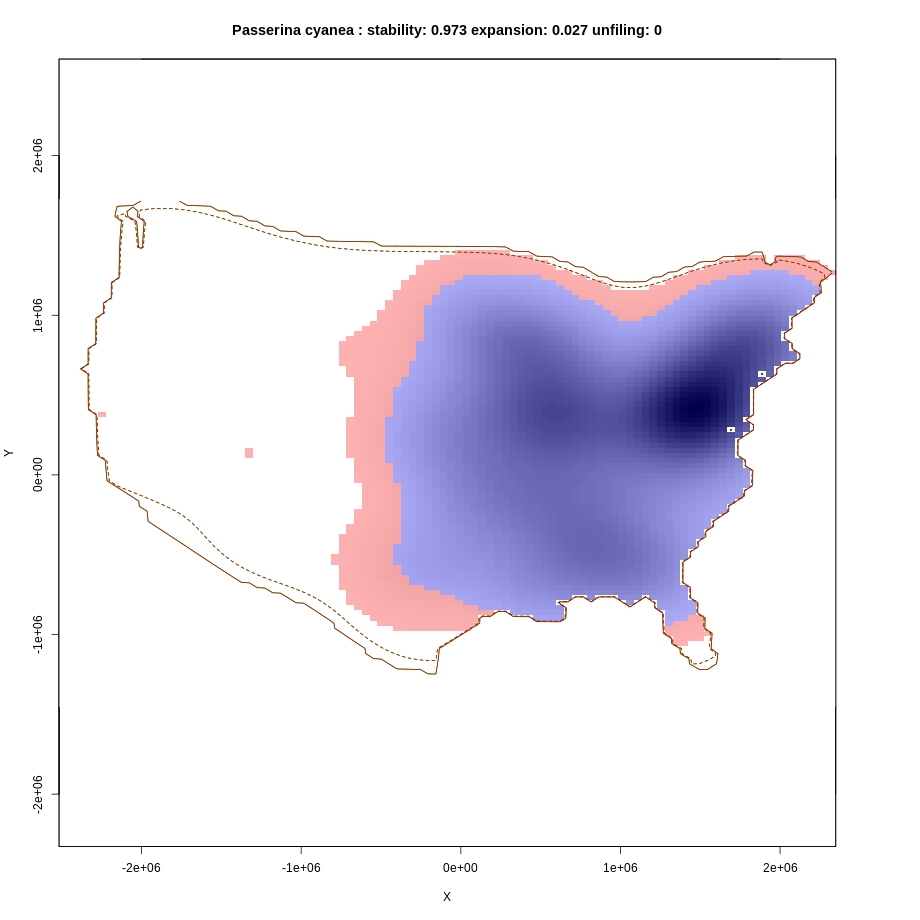 Passerina cyanea : stability: 0.973 expansion: 0.027 unfiling: 0
2e+06
1e+06
Y
0e+00
-1e+06
-2e+06
-2e+06 -1e+06 0e+00 1e+06 2e+06
X